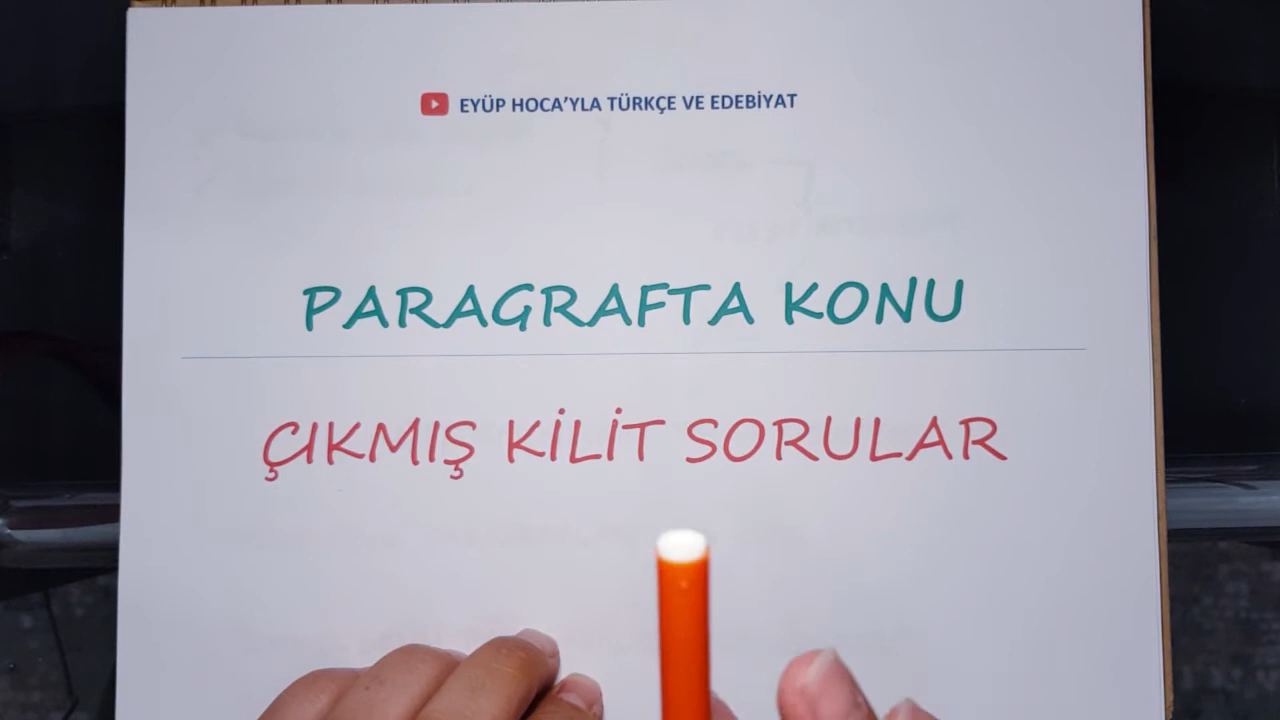 EYÜP HOCA'YLA TÜRKÇE VE EDEBİYAT
PARAGRAFTA KONU
ÇIKMIŞ KİLİT SORULAR